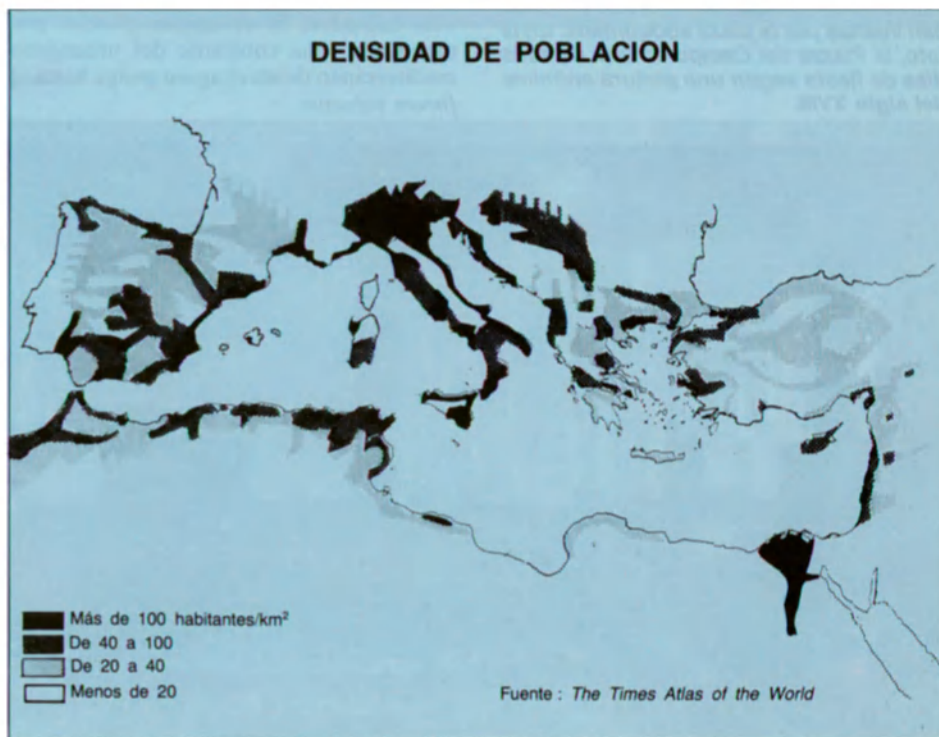 DENSIDAD DE POBLACION
Más de 100 habitantes/km²
De 40 a 100
De 20 a 40
Menos de 20
Fuente : The Times Atlas of the World